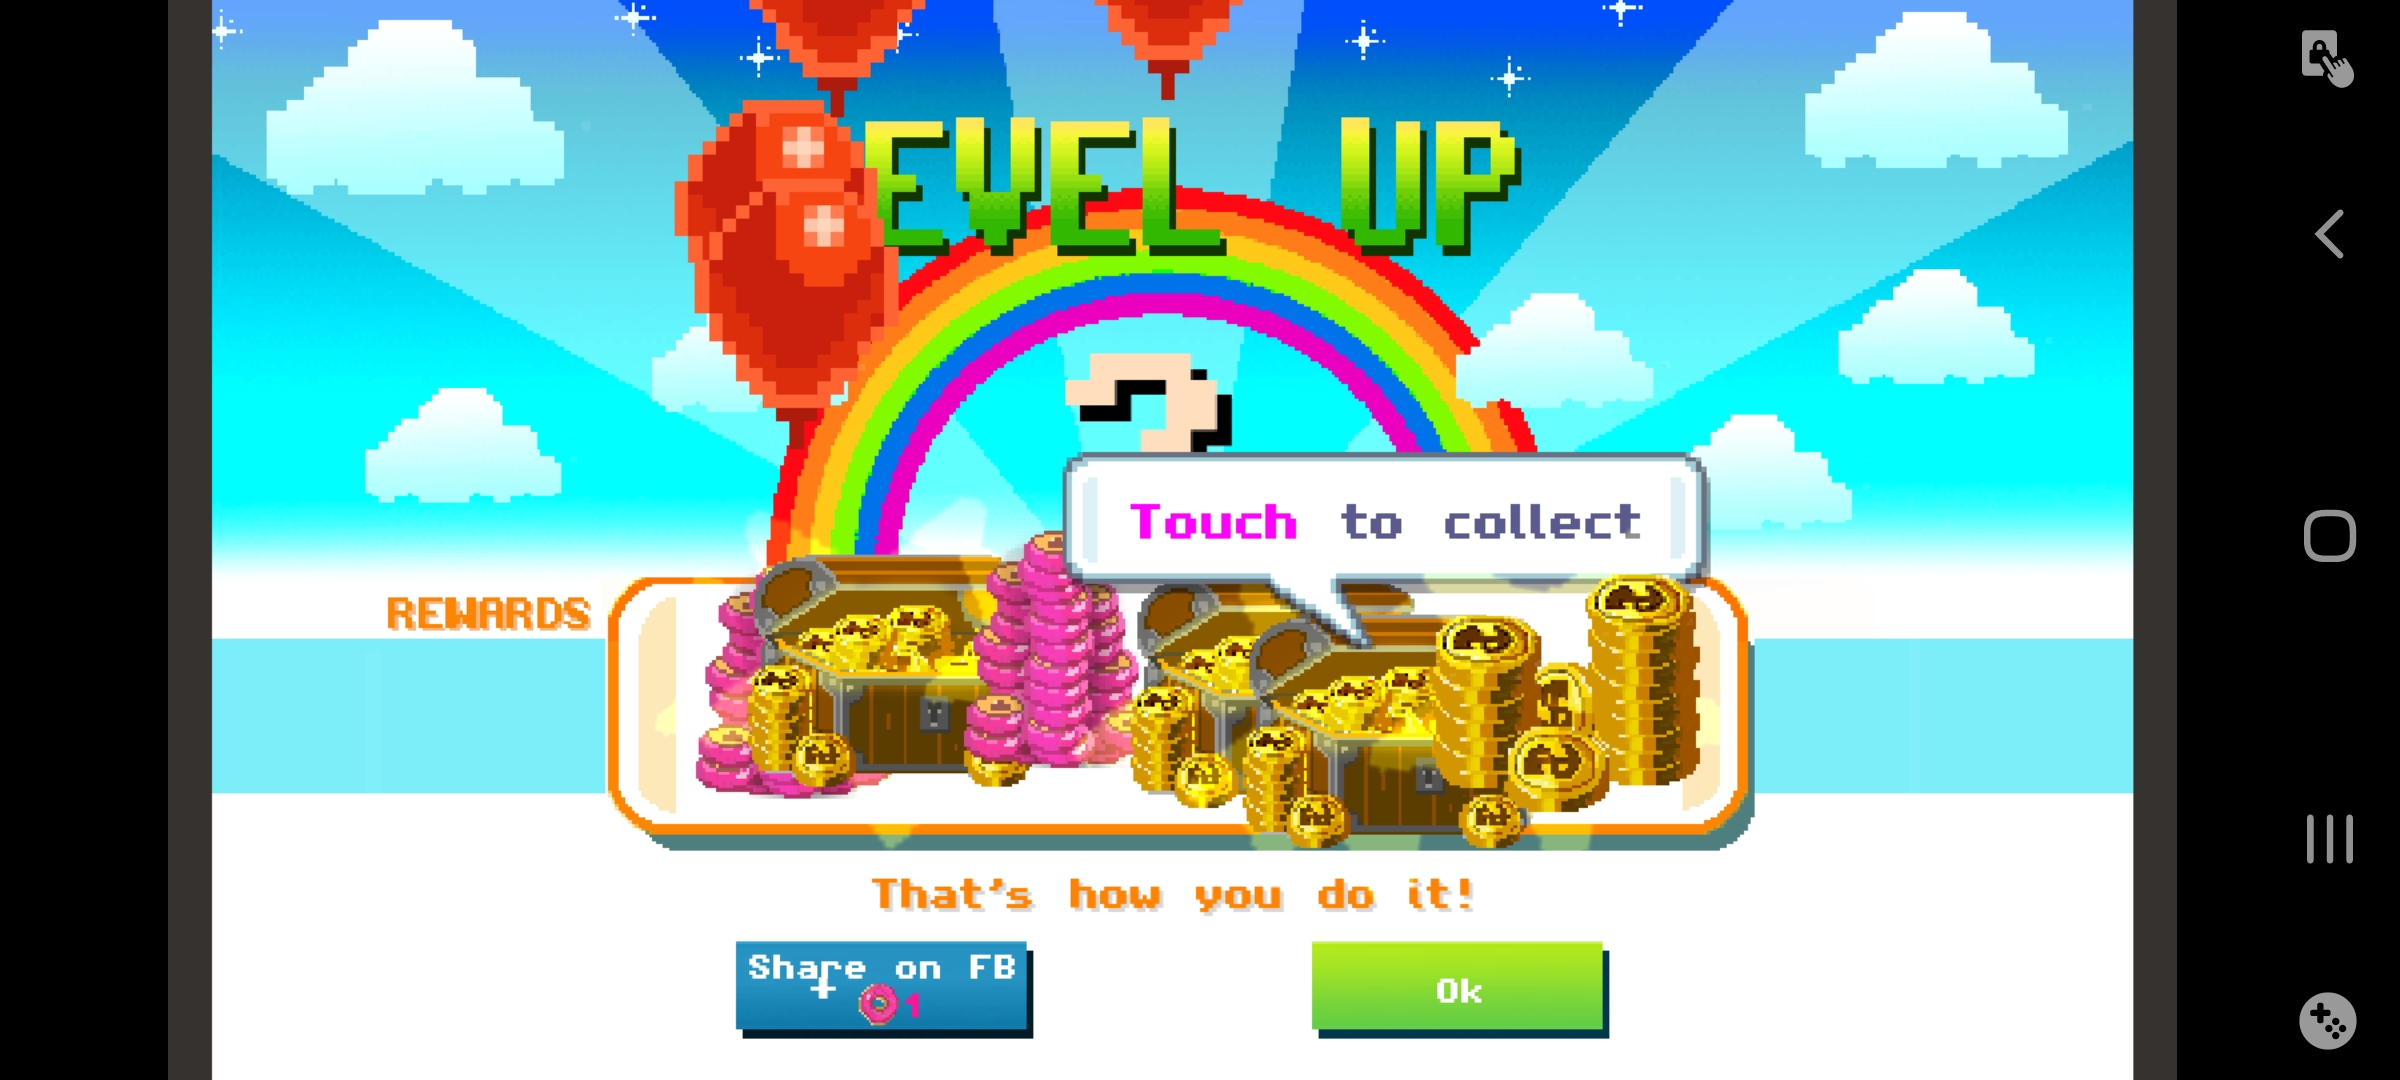 EVEL UP
Touch to collect
REWARDS
That's how you do it!
Share on FB
+ 1
Ok